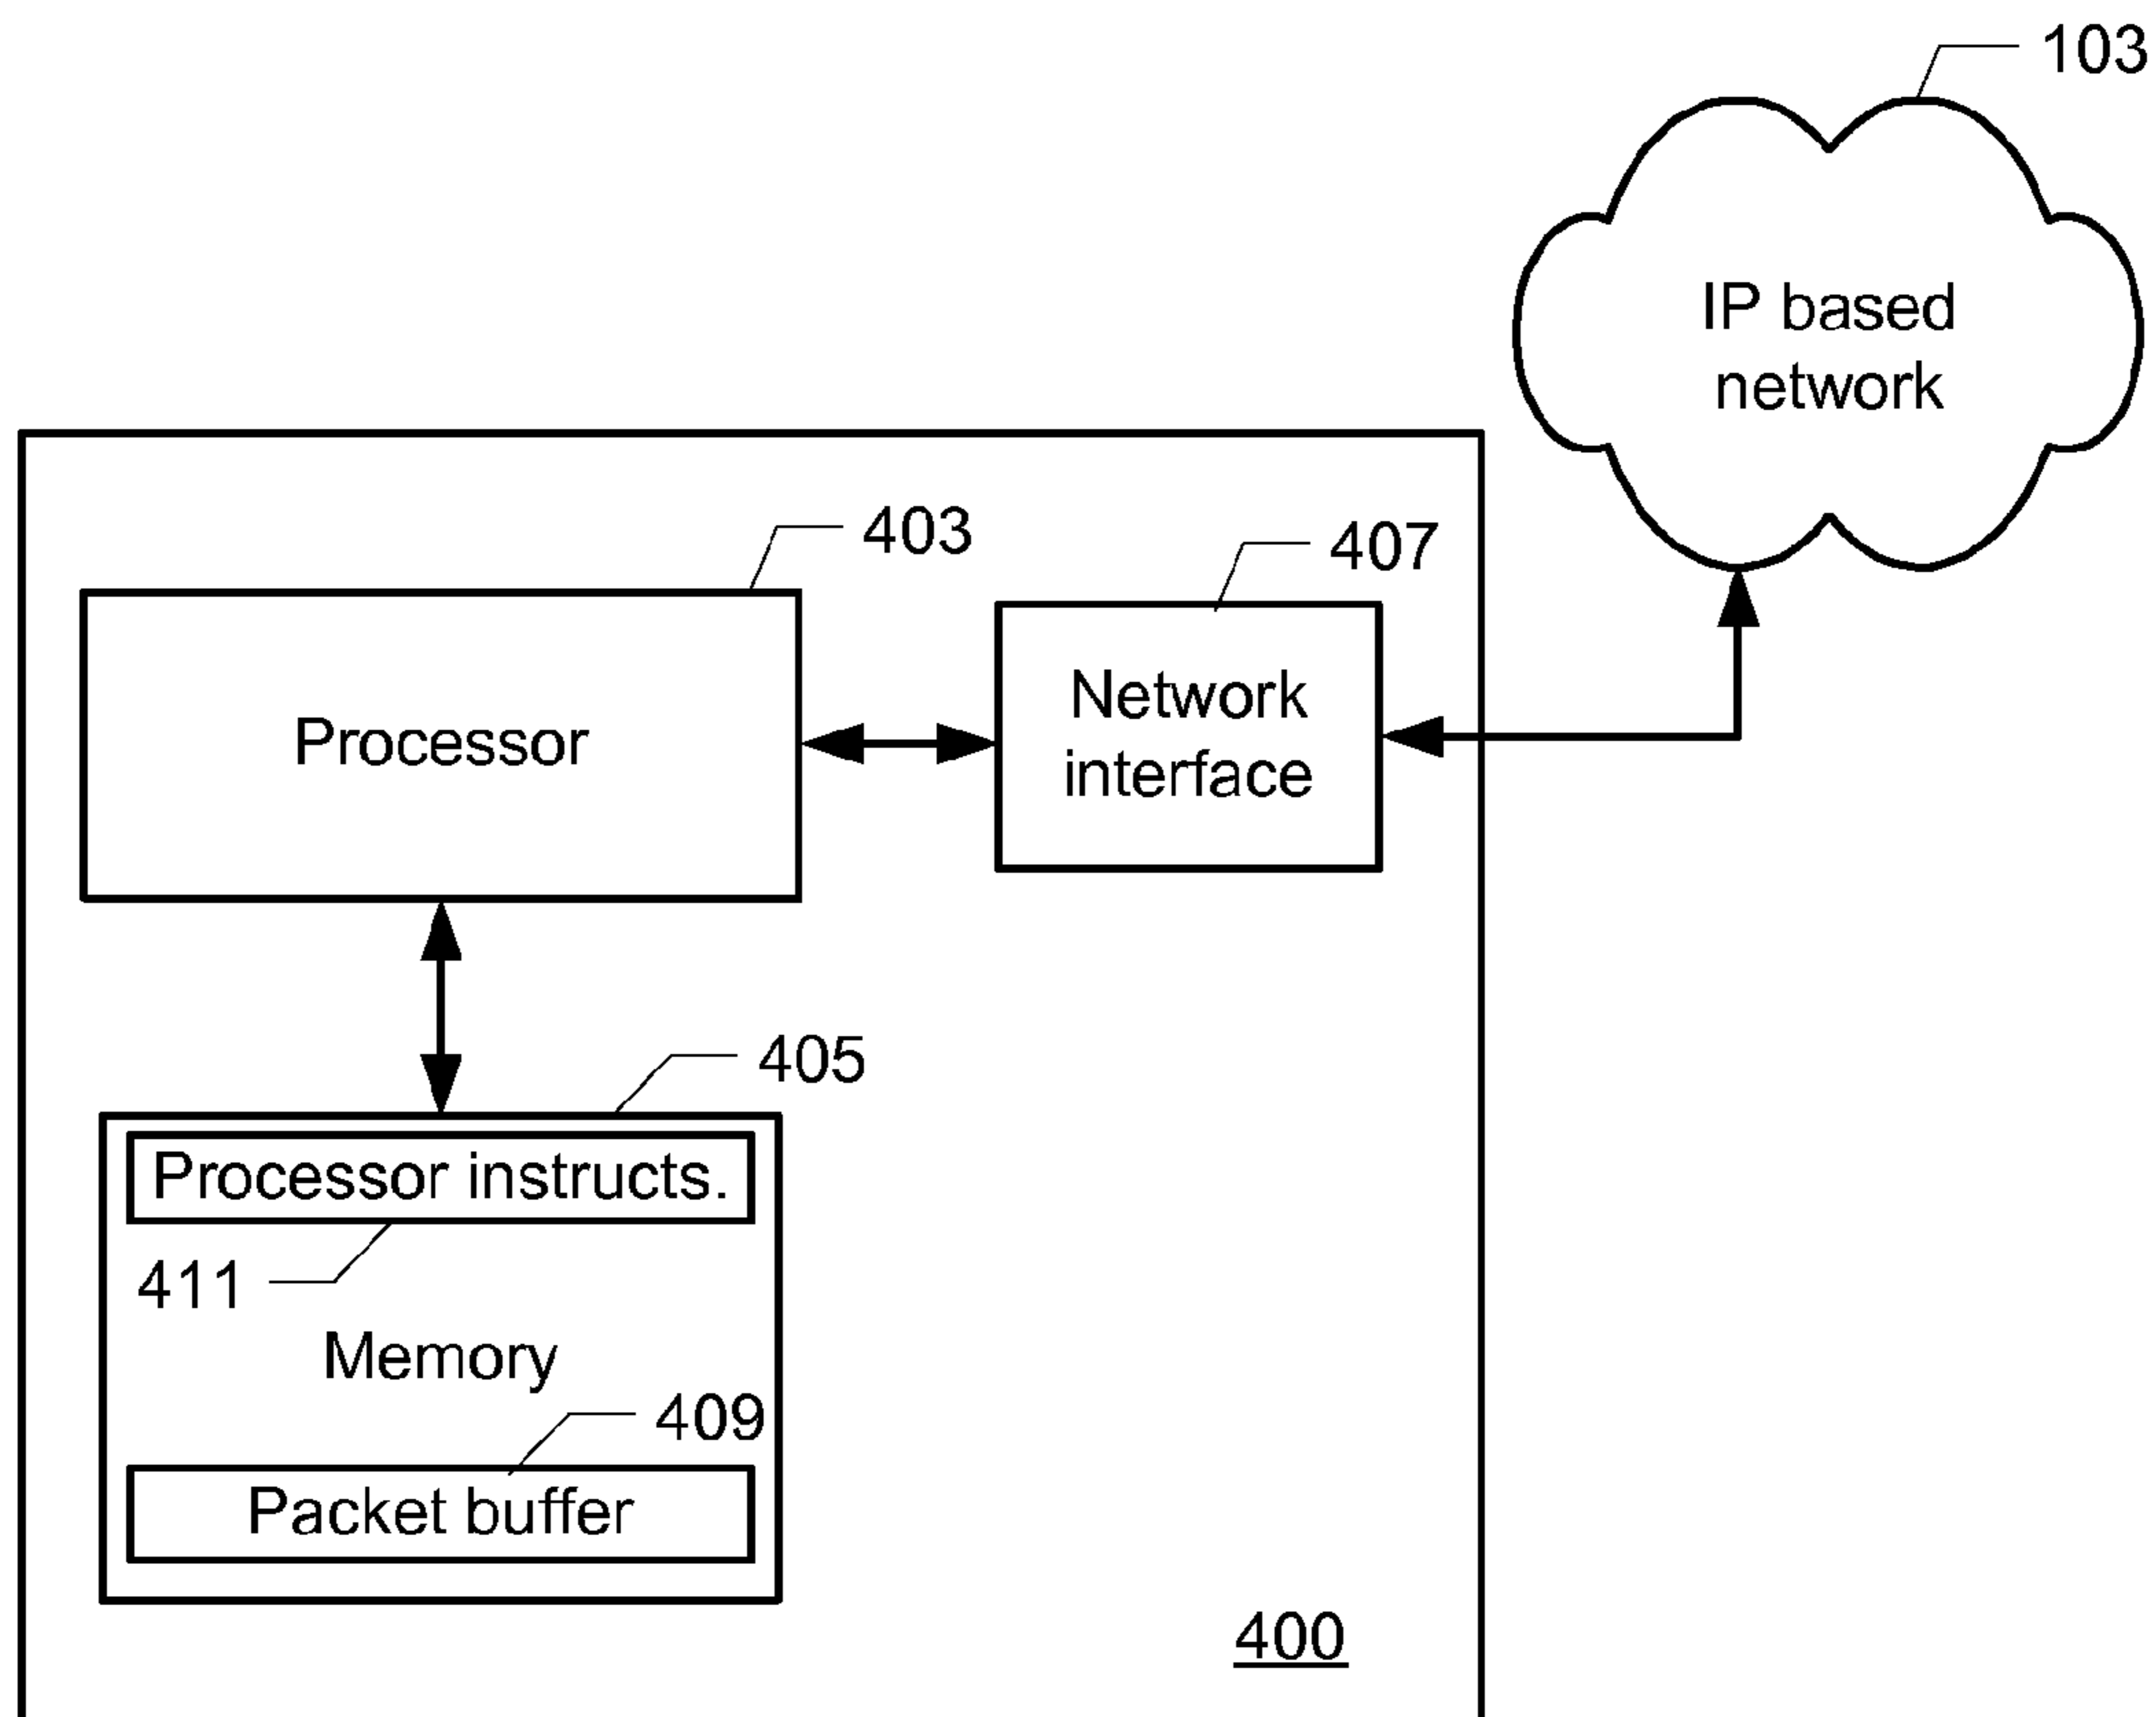 103
IP based
network
403
407
Processor
Network
interface
405
Processor instructs.
411
Memory
409
Packet buffer
400